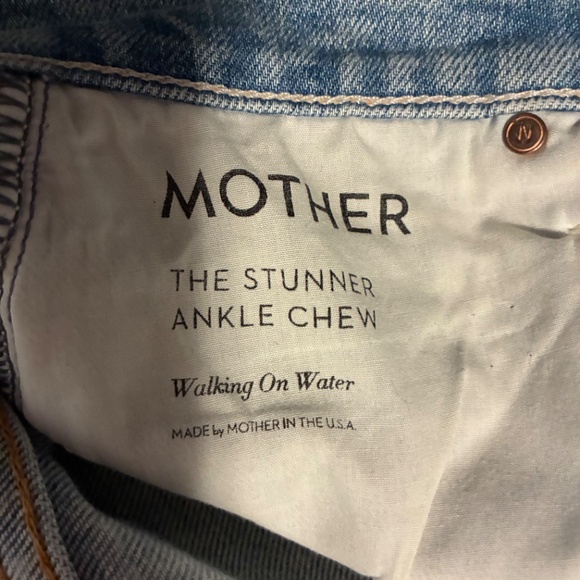 MOTHER
THE STUNNER
ANKLE CHEW
Walking On Water
MADE by MOTHER IN THE U.S.A.